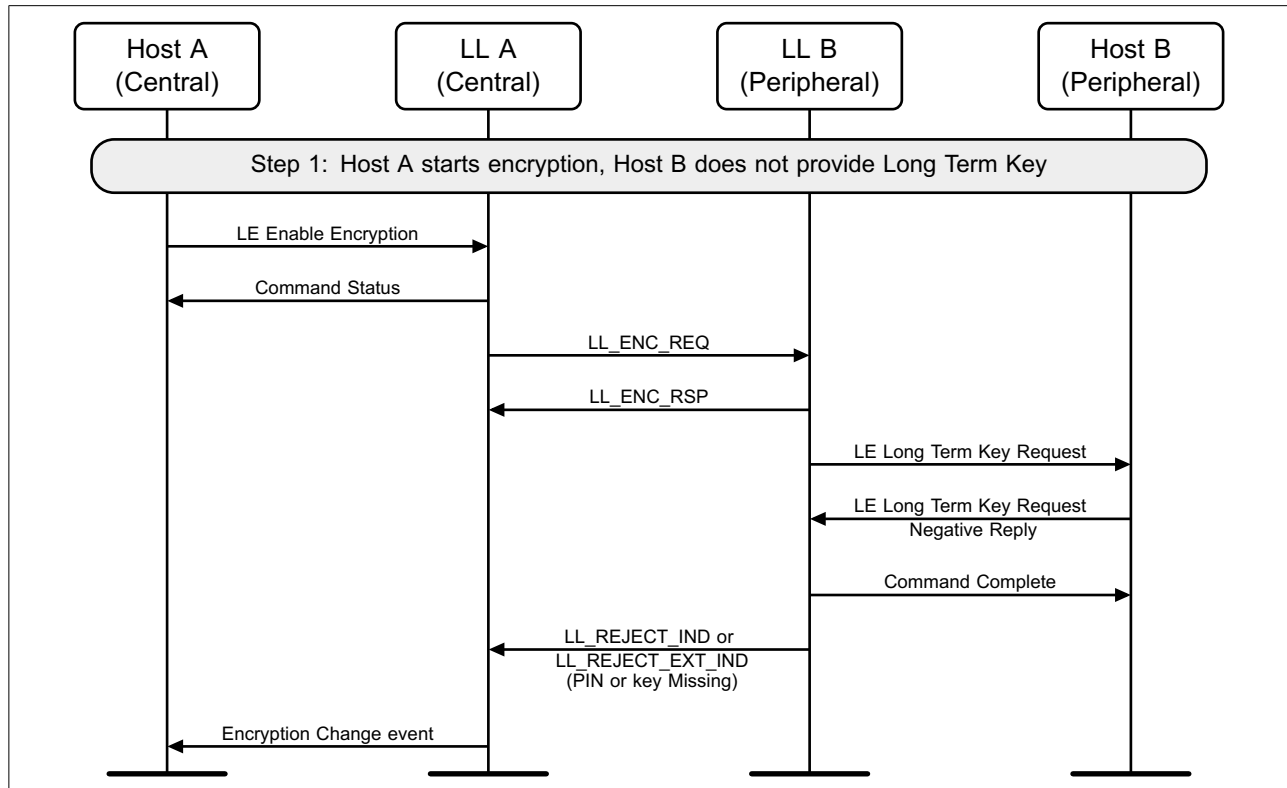 Host A
(Central)
LL A
(Central)
LL B
(Peripheral)
Host B
(Peripheral)
Step 1: Host A starts encryption, Host B does not provide Long Term Key
LE Enable Encryption
Command Status
LL_ENC_REQ
LL_ENC_RSP
LE Long Term Key Request
LE Long Term Key Request
Negative Reply
Command Complete
LL_REJECT_IND or
LL_REJECT_EXT_IND
(PIN or key Missing)
Encryption Change event